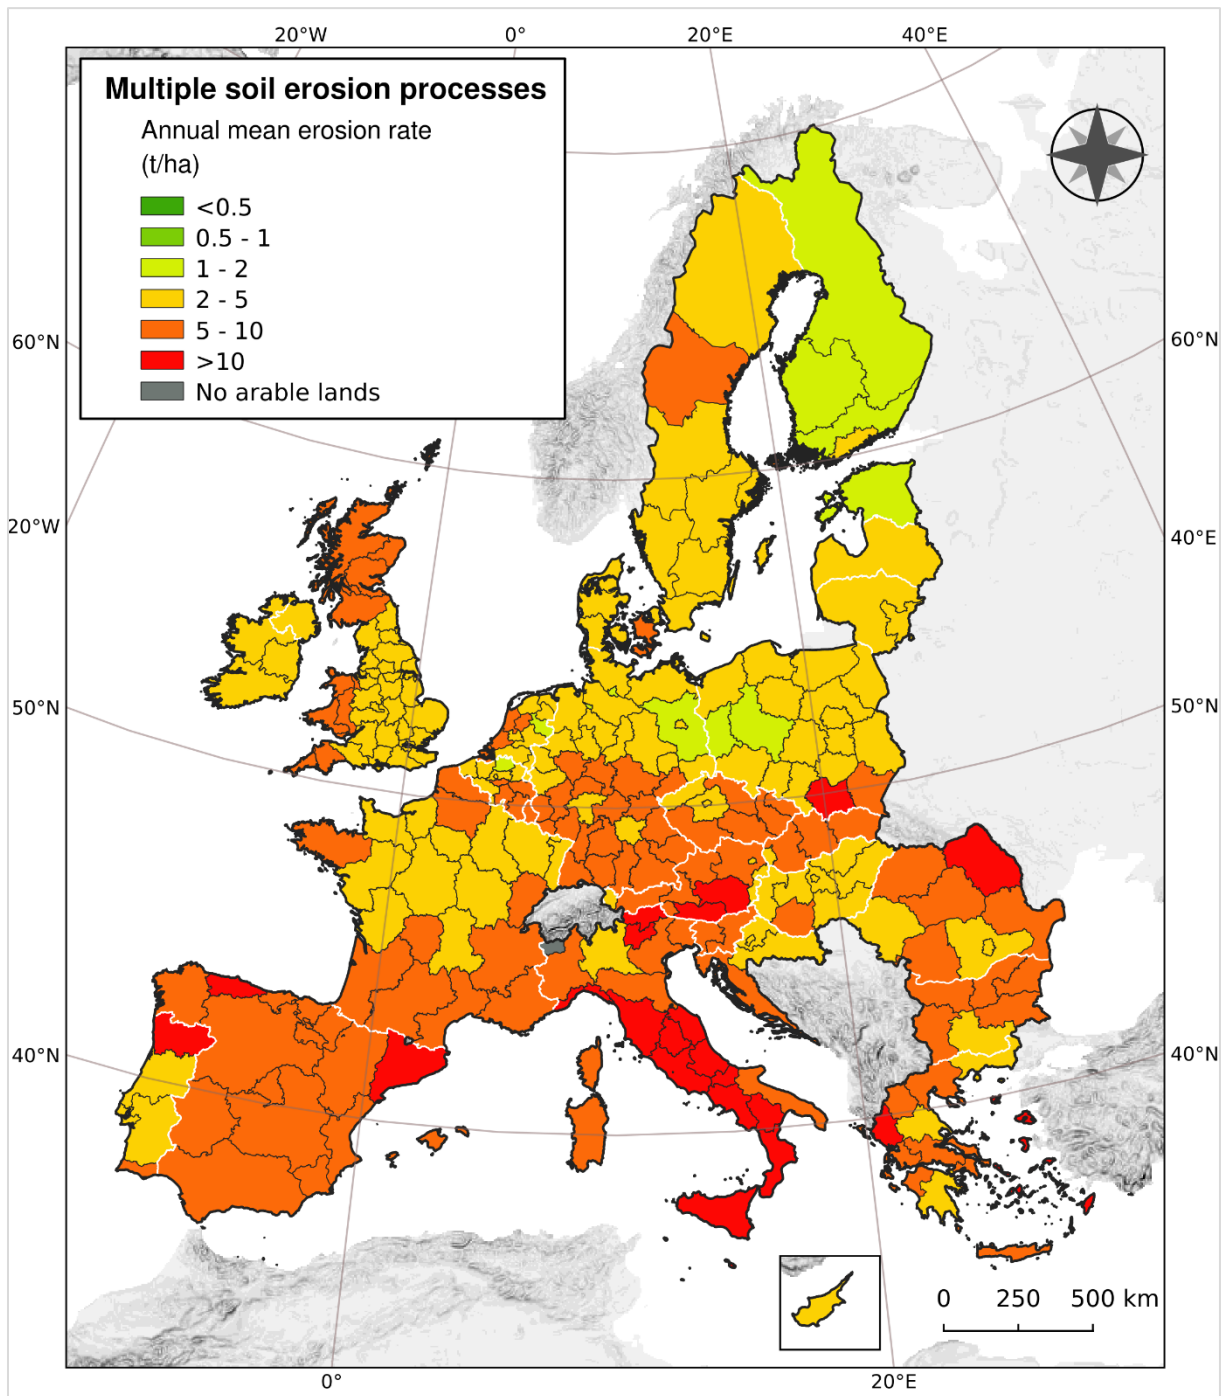 20°W 0° 20°E 40°E
Multiple soil erosion processes
Annual mean erosion rate
(t/ha)
<0.5
0.5 - 1
1 - 2
2 - 5
5 - 10
>10
No arable lands
60°N 60°N
20°W 40°E
50°N 50°N
40°N 40°N
0 250 500 km
0° 20°E